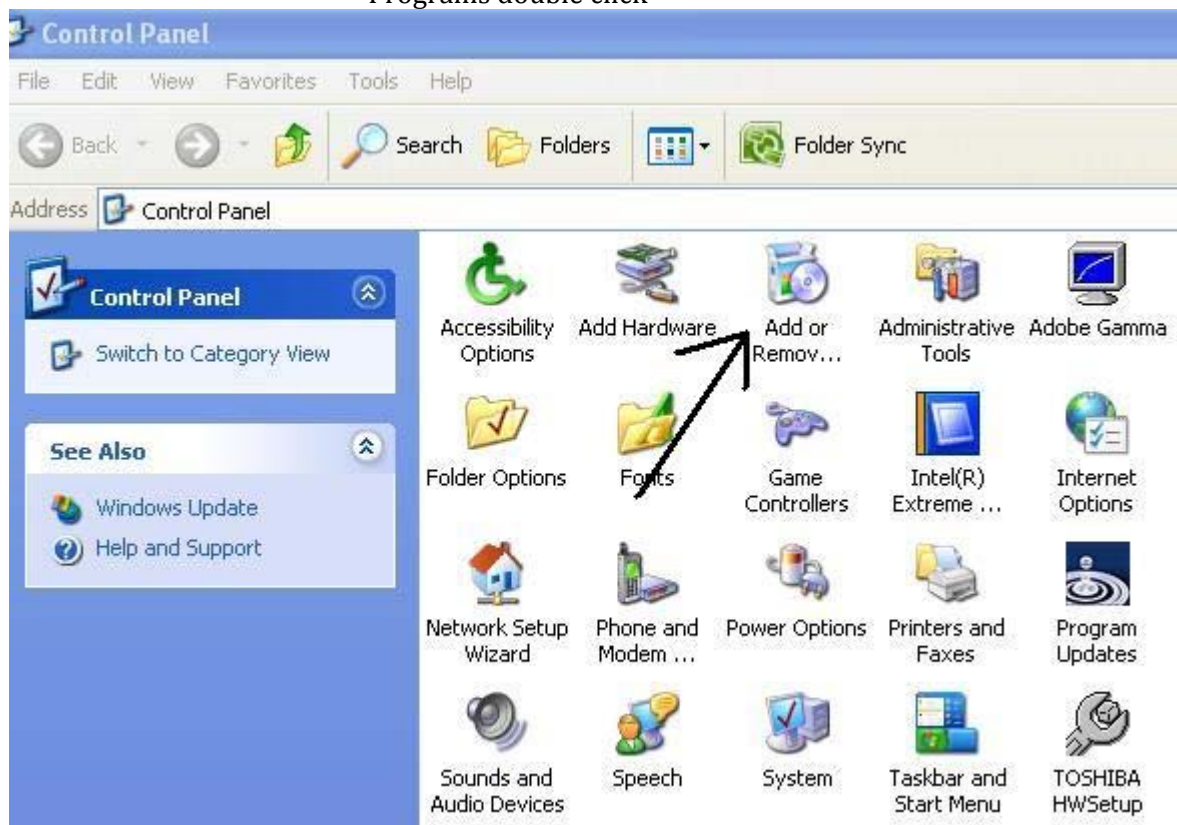 Programs double click
Control Panel
File Edit View Favorites Tools Help
Back Search Folders Folder Sync
Address Control Panel
Control Panel
Switch to Category View
See Also
Windows Update
Help and Support
Accessibility Options
Add Hardware
Add or Remov...
Administrative Tools
Adobe Gamma
Folder Options
Fonts
Game Controllers
Intel(R) Extreme ...
Internet Options
Network Setup Wizard
Phone and Modem ...
Power Options
Printers and Faxes
Program Updates
Sounds and Audio Devices
Speech
System
Taskbar and Start Menu
TOSHIBA HWSetup